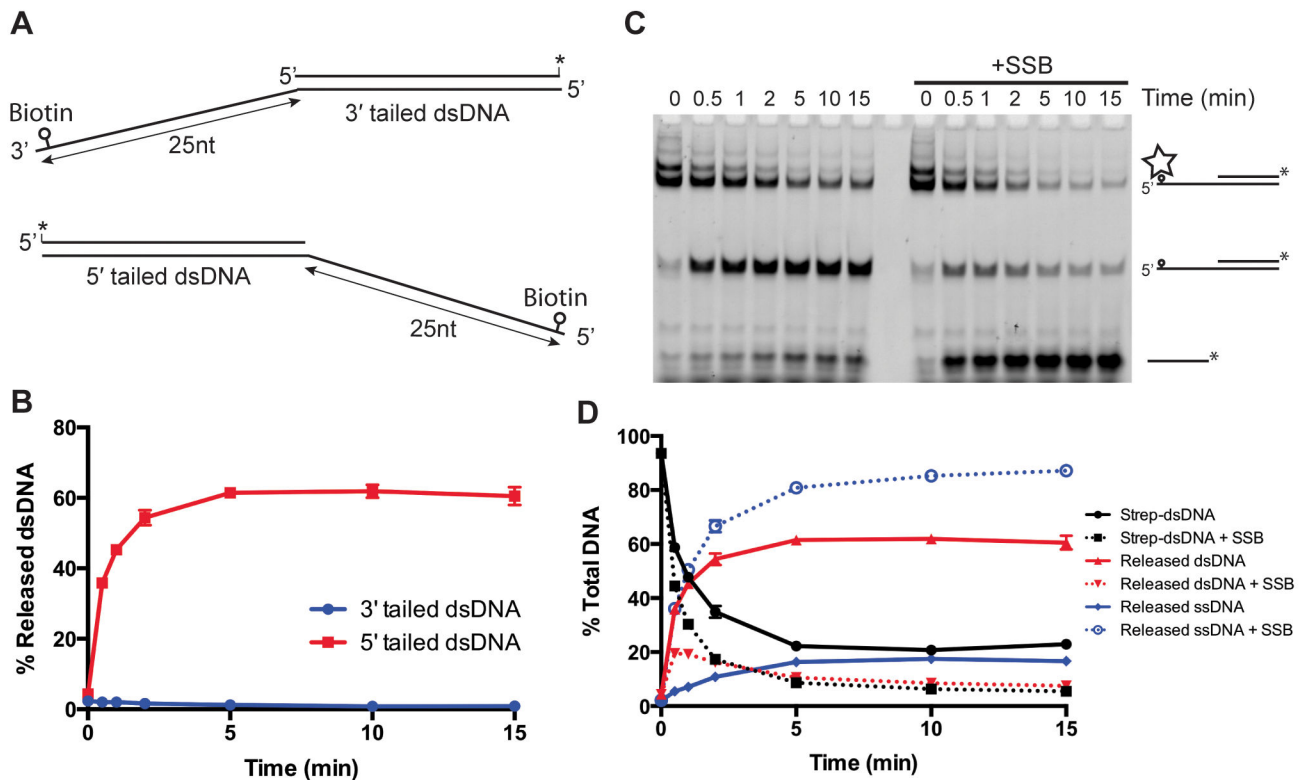 A
5’
*
Biotin
3′ tailed dsDNA
5’
3’
25nt
*
5’
5′ tailed dsDNA
Biotin
25nt
5’
B
80
60
40
20
0
% Released dsDNA
3' tailed dsDNA
5' tailed dsDNA
0 5 10 15
Time (min)
C
+SSB
0 0.5 1 2 5 10 15 0 0.5 1 2 5 10 15 Time (min)
5’ *
5’ *
*
D
100
80
60
40
20
0
% Total DNA
Strep-dsDNA
Strep-dsDNA + SSB
Released dsDNA
Released dsDNA + SSB
Released ssDNA
Released ssDNA + SSB
0 5 10 15
Time (min)